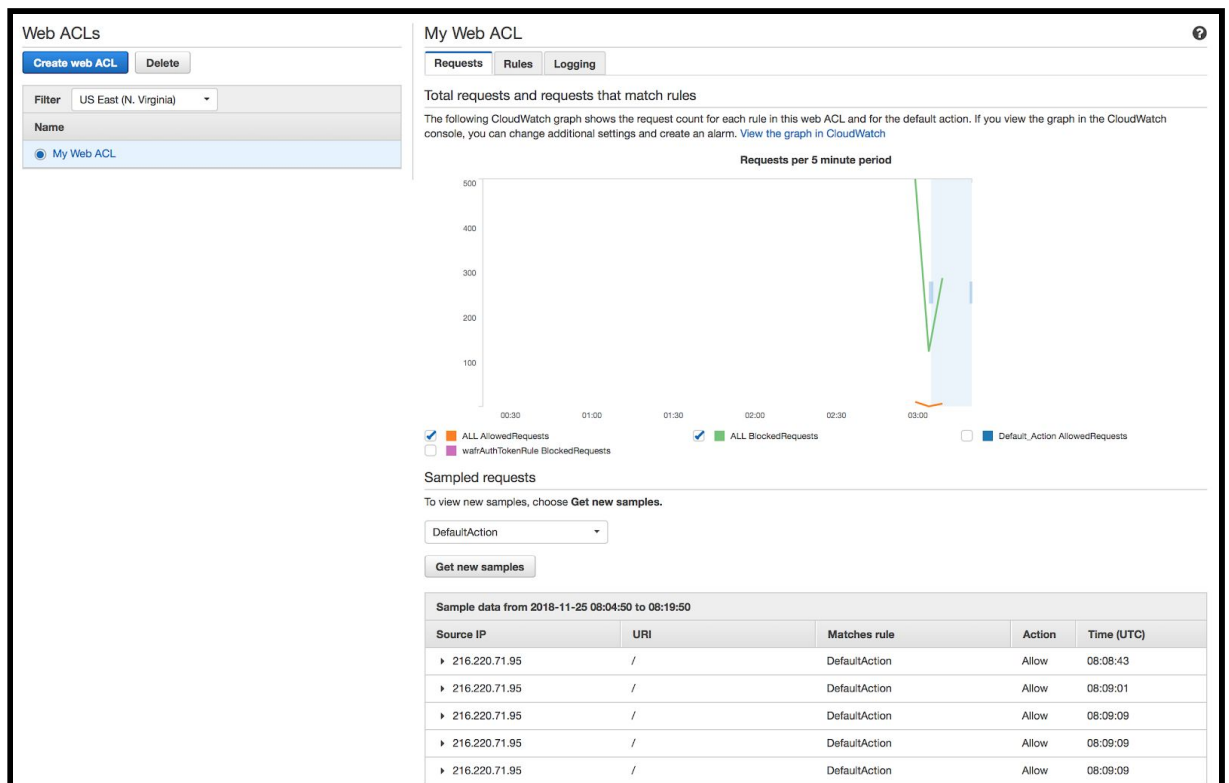 Web ACLs
Create web ACL
Delete
Filter
US East (N. Virginia)
Name
My Web ACL
My Web ACL
Requests
Rules
Logging
Total requests and requests that match rules
The following CloudWatch graph shows the request count for each rule in this web ACL and for the default action. If you view the graph in the CloudWatch
console, you can change additional settings and create an alarm. View the graph in CloudWatch
Requests per 5 minute period
500
400
300
200
100
00:30 01:00 01:30 02:00 02:30 03:00
ALL AllowedRequests
ALL BlockedRequests
Default_Action AllowedRequests
wafrAuthTokenRule BlockedRequests
Sampled requests
To view new samples, choose Get new samples.
DefaultAction
Get new samples
Sample data from 2018-11-25 08:04:50 to 08:19:50
Source IP URI Matches rule Action Time (UTC)
216.220.71.95 / DefaultAction Allow 08:08:43
216.220.71.95 / DefaultAction Allow 08:09:01
216.220.71.95 / DefaultAction Allow 08:09:09
216.220.71.95 / DefaultAction Allow 08:09:09
216.220.71.95 / DefaultAction Allow 08:09:09